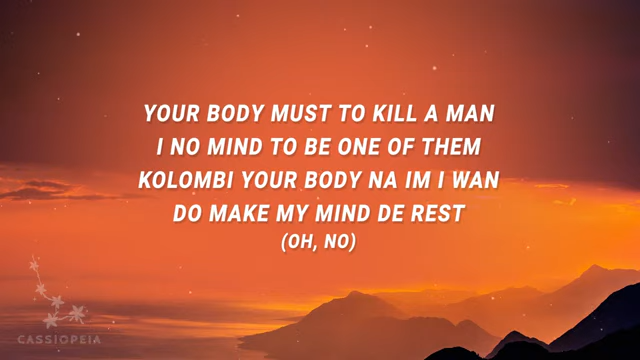 YOUR BODY MUST TO KILL A MAN
I NO MIND TO BE ONE OF THEM
KOLOMBI YOUR BODY NA IM I WAN
DO MAKE MY MIND DE REST
(OH, NO)
CASSIOPEIA